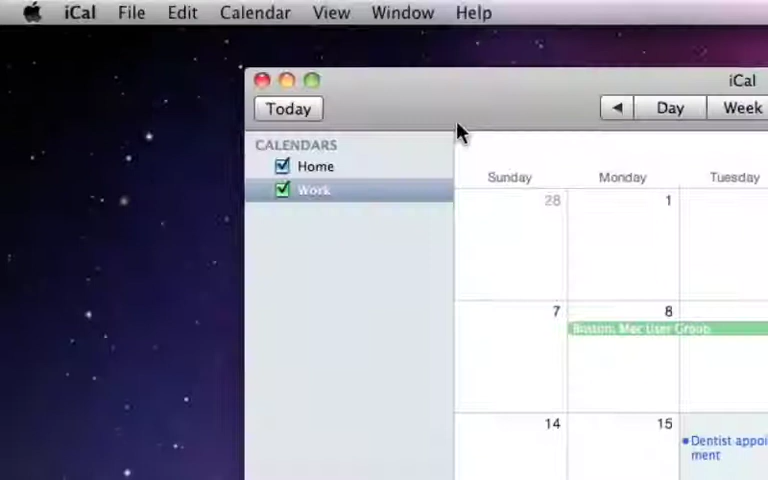 iCal File Edit Calendar View Window Help
iCal
Today ◀ Day Week
CALENDARS
Home
Work
Sunday Monday Tuesday
28 1
7 8
Boston, Mac User Group
14 15
Dentist appoi
ment